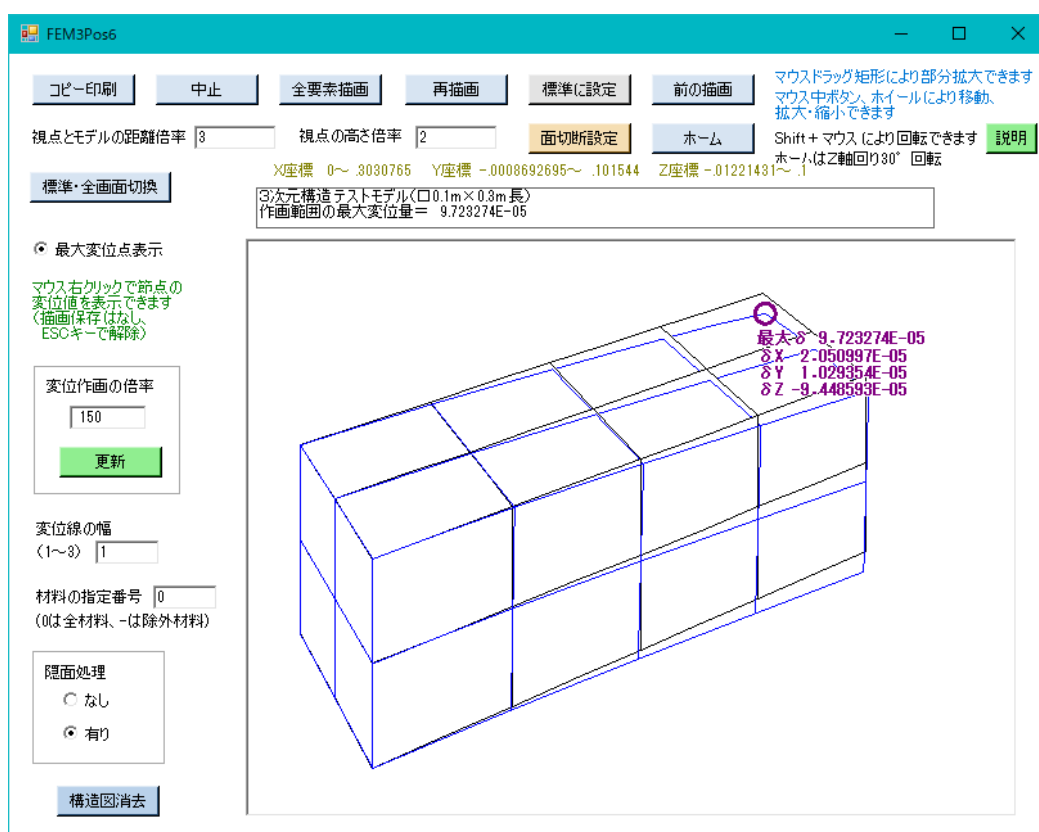 FEM3Pos6
コピー印刷
中止
全要素描画
再描画
標準に設定
前の描画
マウスドラッグ矩形により部分拡大できます
マウス中ボタン、ホイールにより移動、
拡大・縮小できます
視点とモデルの距離倍率 3
視点の高さ倍率 2
面切断設定
ホーム
Shift+マウスにより回転できます
ホームはZ軸回り30°回転
説明
標準・全画面切換
X座標 0～ .3030765 Y座標 -.0008692695～ .101544 Z座標 -.01221431～ .1
3次元構造テストモデル(口0.1m×0.3m長)
作画範囲の最大変位量= 9.723274E-05
最大変位点表示
マウス右クリックで節点の
変位値を表示できます
(描画保存はなし、
ESCキーで解除)
最大δ 9.723274E-05
δX 2.050997E-05
δY 1.029354E-05
δZ -9.448593E-05
変位作画の倍率
150
更新
変位線の幅
(1～3) 1
材料の指定番号 0
(0は全材料、-は除外材料)
隠面処理
なし
有り
構造図消去